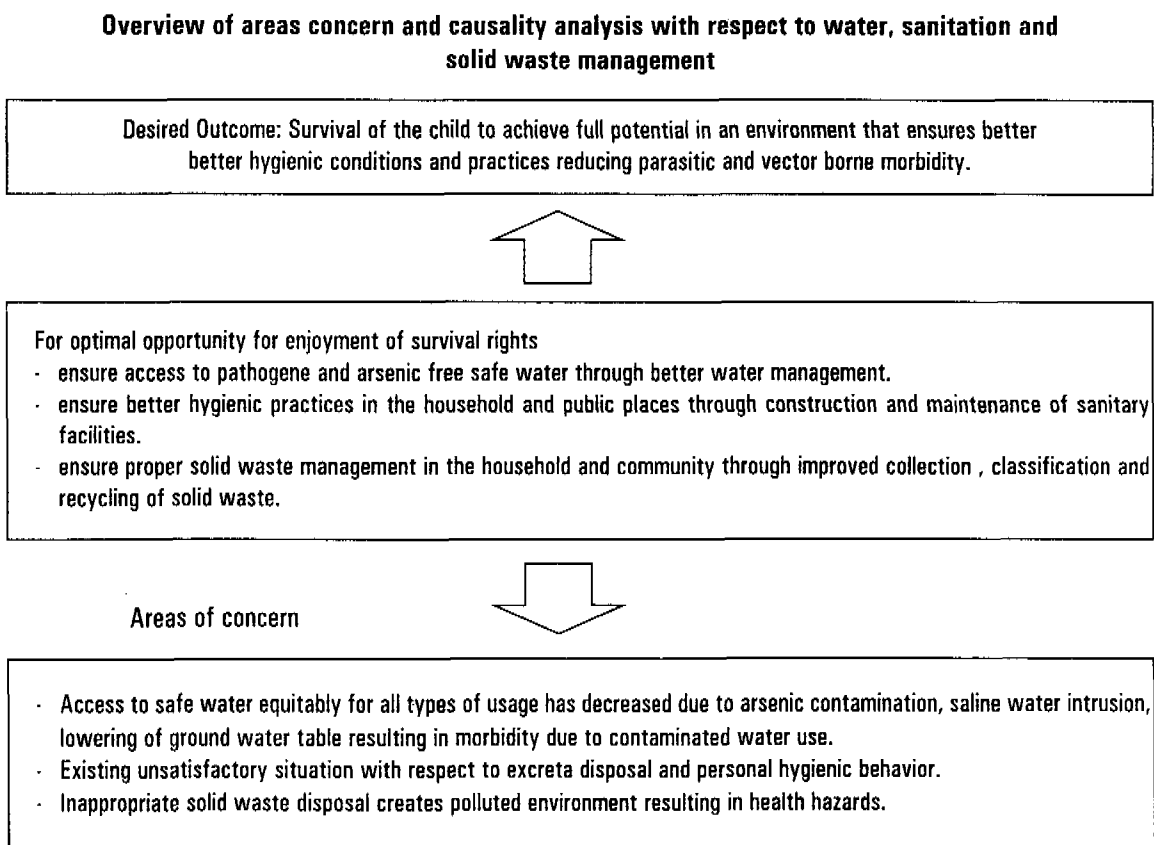 Overview of areas concern and causality analysis with respect to water, sanitation and
solid waste management
Desired Outcome: Survival of the child to achieve full potential in an environment that ensures better
better hygienic conditions and practices reducing parasitic and vector borne morbidity.
For optimal opportunity for enjoyment of survival rights
- ensure access to pathogene and arsenic free safe water through better water management.
- ensure better hygienic practices in the household and public places through construction and maintenance of sanitary
facilities.
- ensure proper solid waste management in the household and community through improved collection , classification and
recycling of solid waste.
Areas of concern
- Access to safe water equitably for all types of usage has decreased due to arsenic contamination, saline water intrusion,
lowering of ground water table resulting in morbidity due to contaminated water use.
- Existing unsatisfactory situation with respect to excreta disposal and personal hygienic behavior.
- Inappropriate solid waste disposal creates polluted environment resulting in health hazards.